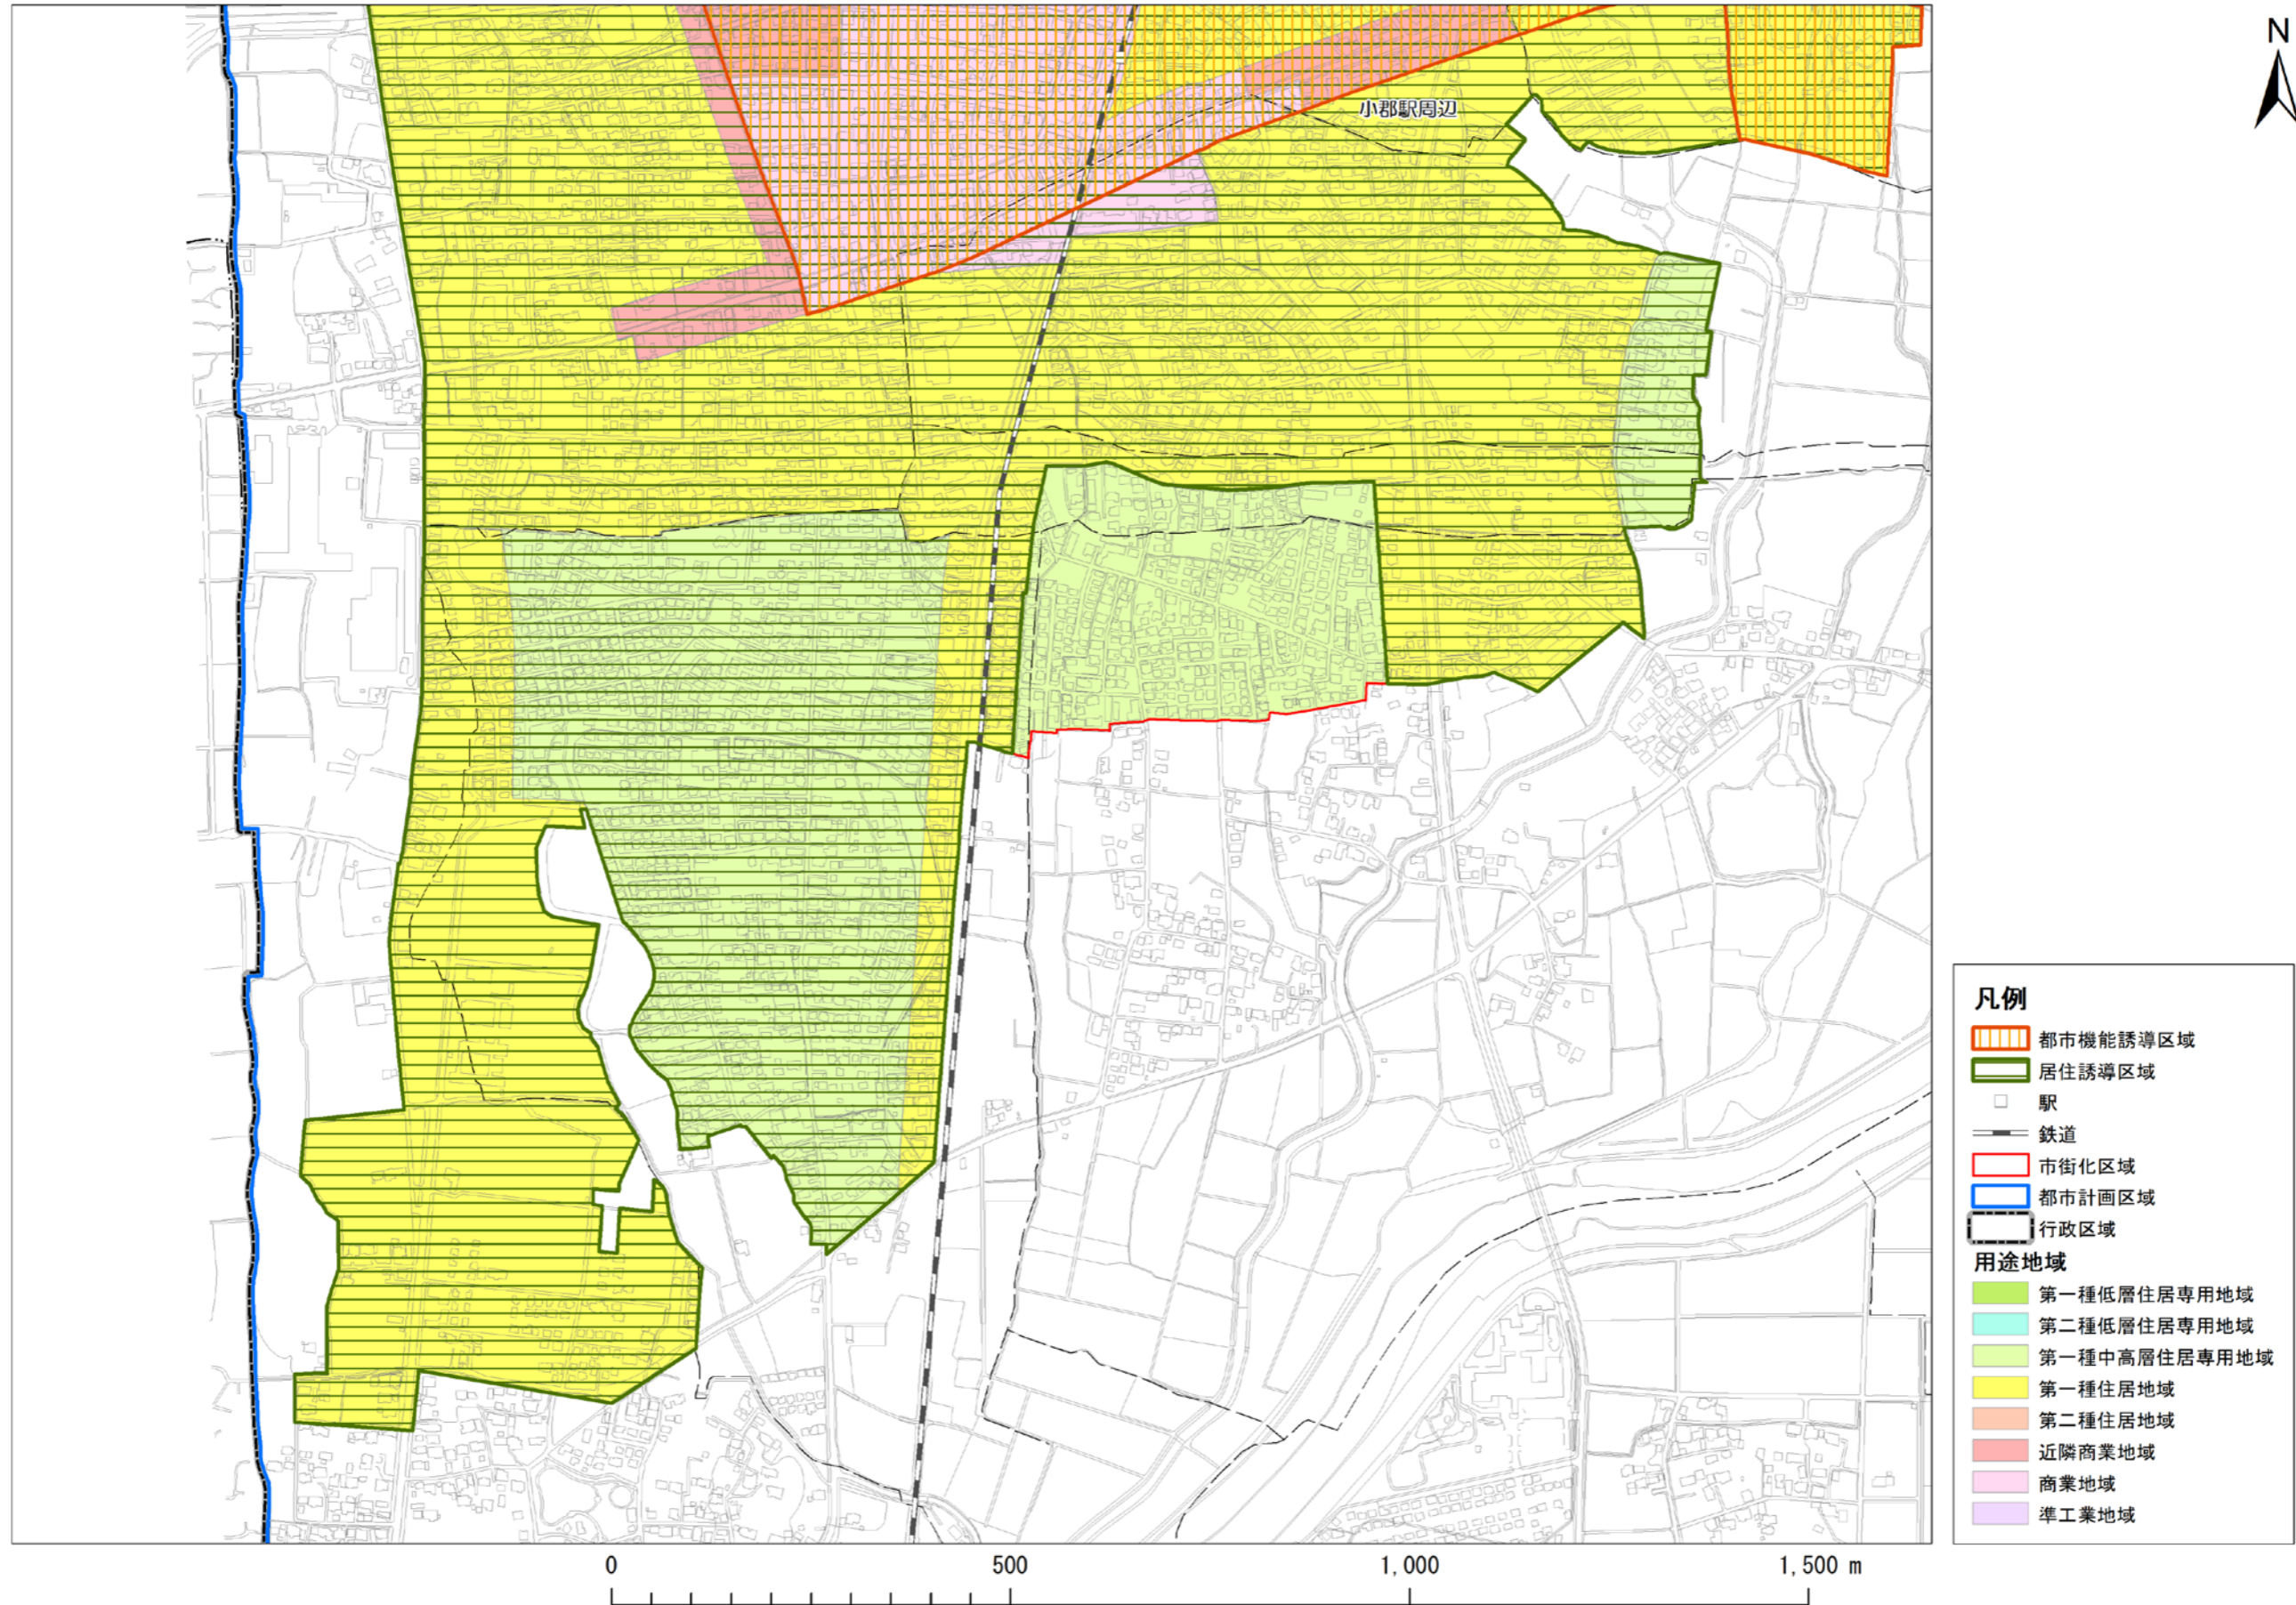 N
小郡駅周辺
凡例
都市機能誘導区域
居住誘導区域
駅
鉄道
市街化区域
都市計画区域
行政区域
用途地域
第一種低層住居専用地域
第二種低層住居専用地域
第一種中高層住居専用地域
第一種住居地域
第二種住居地域
近隣商業地域
商業地域
準工業地域
0 500 1,000 1,500 m